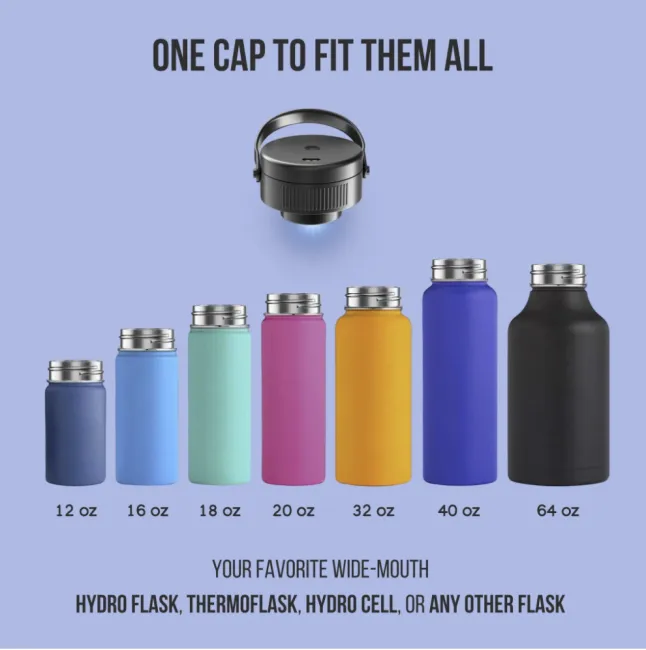 ONE CAP TO FIT THEM ALL
12 oz 16 oz 18 oz 20 oz 32 oz 40 oz 64 oz
YOUR FAVORITE WIDE-MOUTH
HYDRO FLASK, THERMOFLASK, HYDRO CELL, OR ANY OTHER FLASK